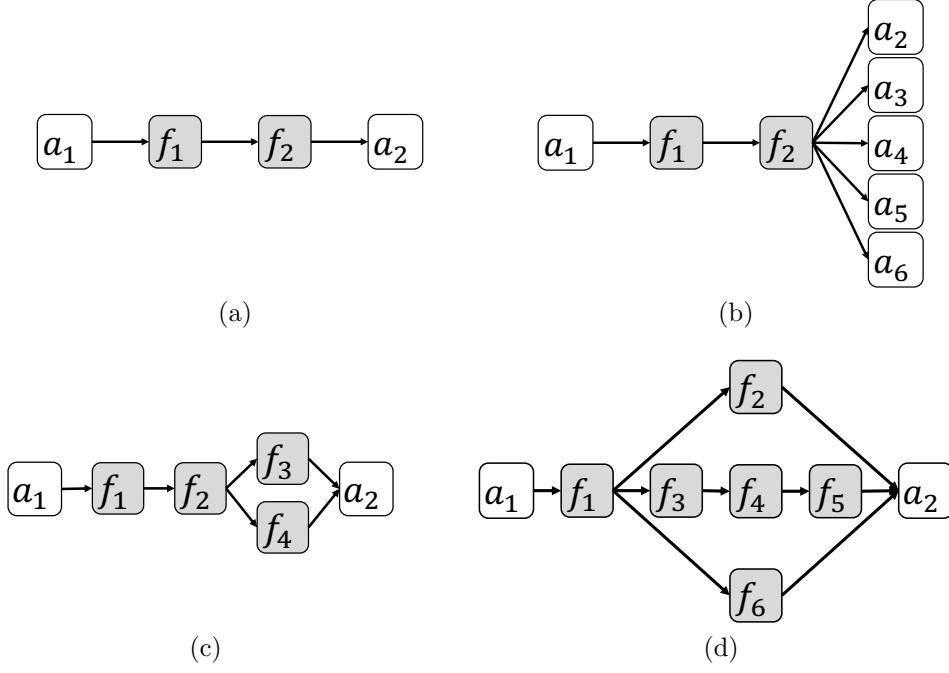 a₁ f₁ f₂ a₂
(a)
a₁ f₁ f₂ a₂ a₃ a₄ a₅ a₆
(b)
a₁ f₁ f₂ f₃ f₄ a₂
(c)
a₁ f₁ f₂ f₃ f₄ f₅ f₆ a₂
(d)